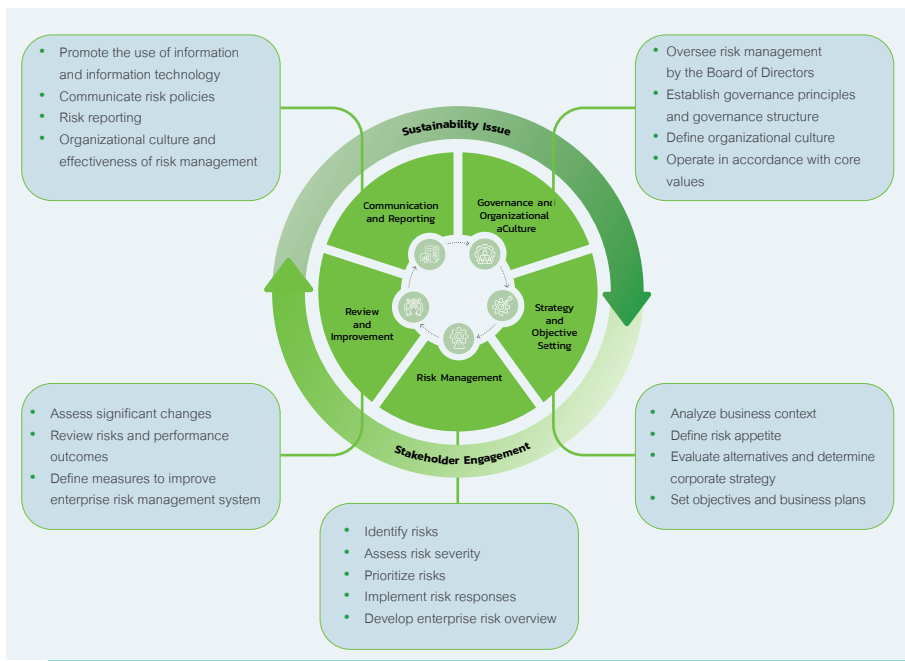 • Promote the use of information
and information technology
• Communicate risk policies
• Risk reporting
• Organizational culture and
effectiveness of risk management
• Oversee risk management
by the Board of Directors
• Establish governance principles
and governance structure
• Define organizational culture
• Operate in accordance with core
values
Sustainability Issue
Communication
and Reporting
Governance and
Organizational
aCulture
Review
and
Improvement
Strategy
and
Objective
Setting
Risk Management
Stakeholder Engagement
• Assess significant changes
• Review risks and performance
outcomes
• Define measures to improve
enterprise risk management system
• Analyze business context
• Define risk appetite
• Evaluate alternatives and determine
corporate strategy
• Set objectives and business plans
• Identify risks
• Assess risk severity
• Prioritize risks
• Implement risk responses
• Develop enterprise risk overview